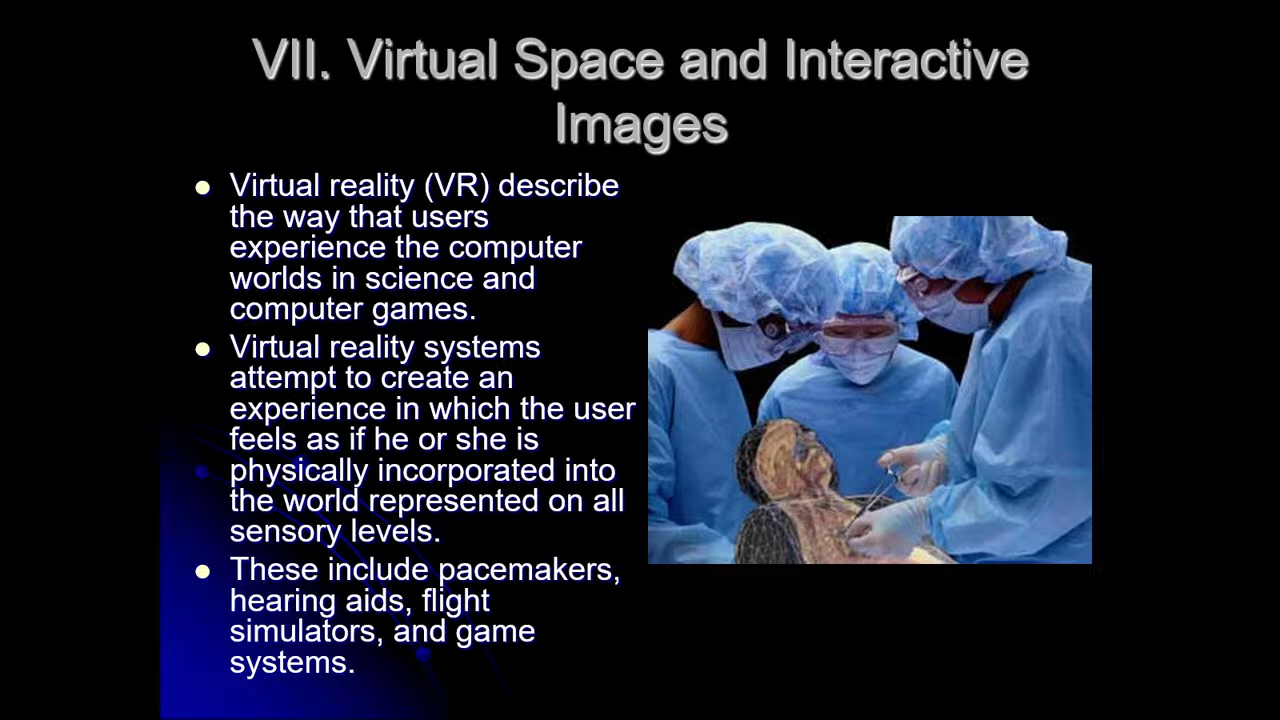 VII. Virtual Space and Interactive
Images
Virtual reality (VR) describe
the way that users
experience the computer
worlds in science and
computer games.
Virtual reality systems
attempt to create an
experience in which the user
feels as if he or she is
physically incorporated into
the world represented on all
sensory levels.
These include pacemakers,
hearing aids, flight
simulators, and game
systems.